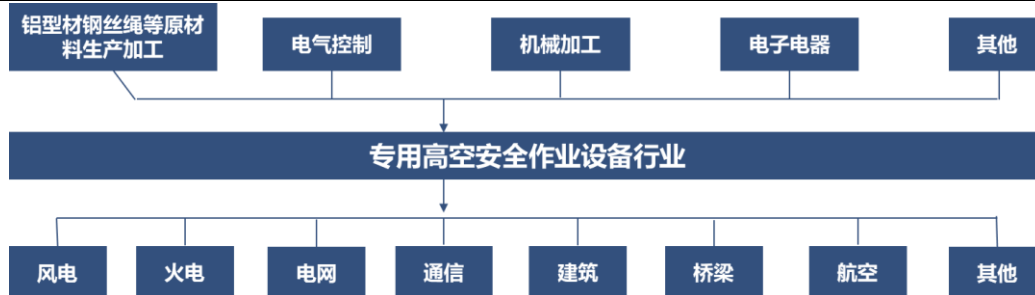 铝型材钢丝绳等原材
料生产加工
电气控制
机械加工
电子电器
其他
专用高空安全作业设备行业
风电
火电
电网
通信
建筑
桥梁
航空
其他